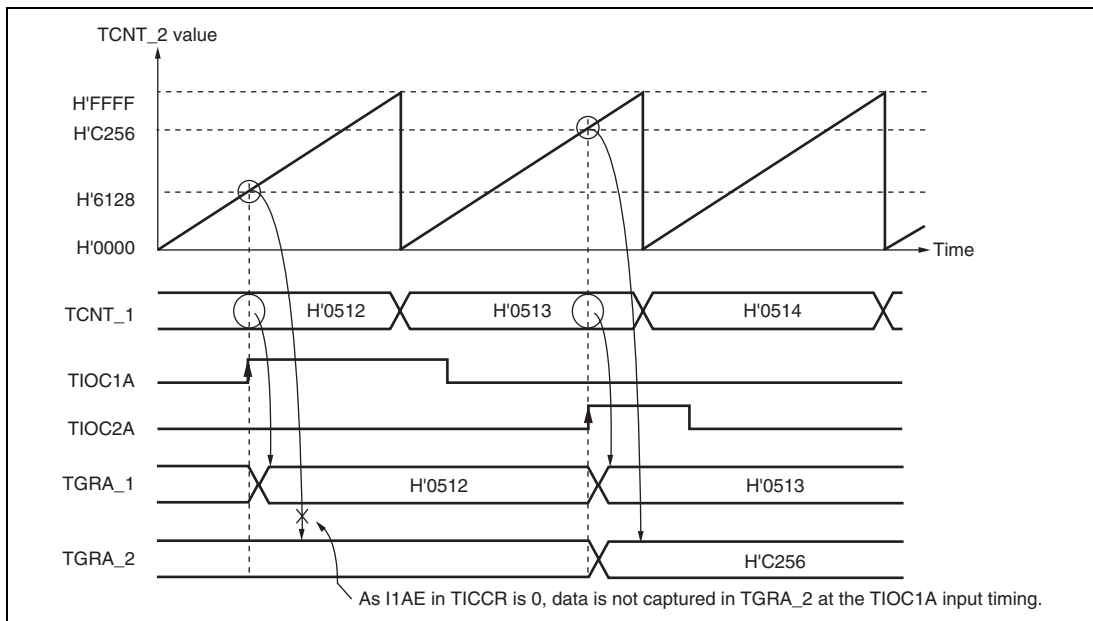 TCNT_2 value
H'FFFF
H'C256
H'6128
H'0000
Time
TCNT_1
H'0512
H'0513
H'0514
TIOC1A
TIOC2A
TGRA_1
H'0512
H'0513
TGRA_2
H'C256
As I1AE in TICCR is 0, data is not captured in TGRA_2 at the TIOC1A input timing.